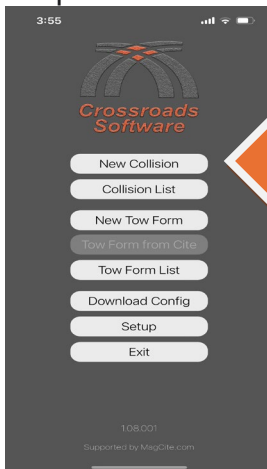 3:55
Crossroads
Software
New Collision
Collision List
New Tow Form
Tow Form from Cite
Tow Form List
Download Config
Setup
Exit
1.08.001
Supported by MagCite.com